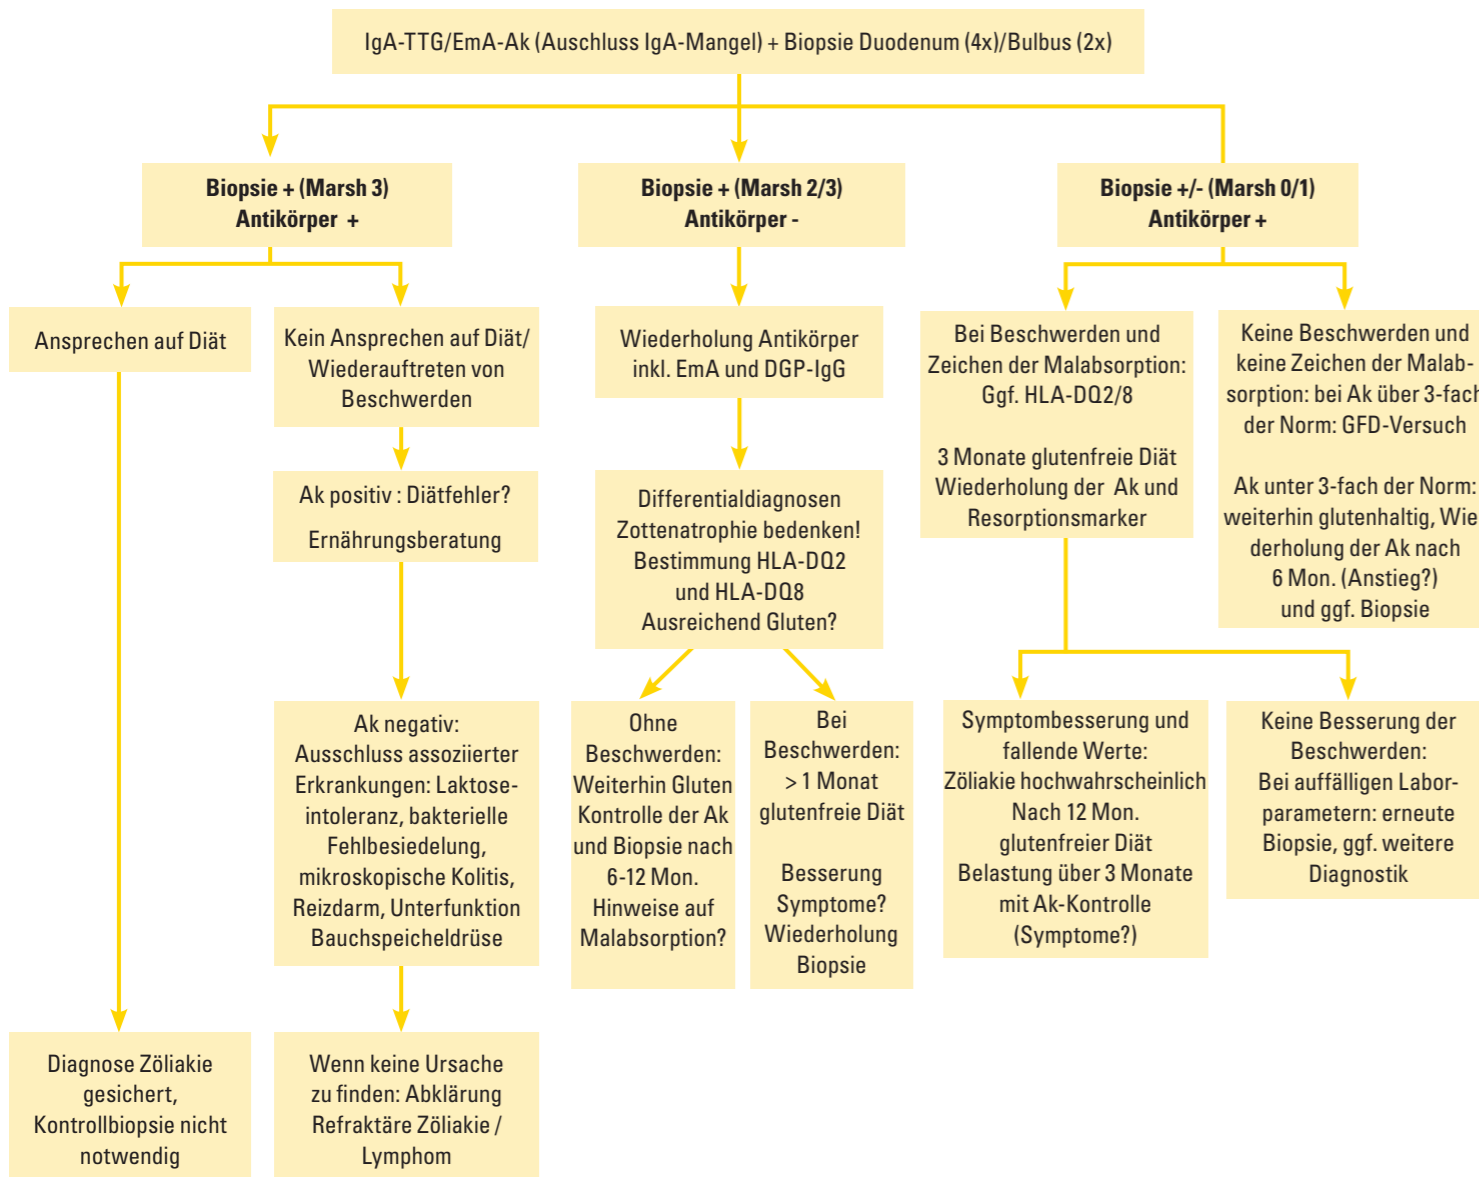 IgA-TTG/EmA-Ak (Auschluss IgA-Mangel) + Biopsie Duodenum (4x)/Bulbus (2x)
Biopsie + (Marsh 3)
Antikörper +
Biopsie + (Marsh 2/3)
Antikörper -
Biopsie +/- (Marsh 0/1)
Antikörper +
Ansprechen auf Diät
Kein Ansprechen auf Diät/
Wiederauftreten von
Beschwerden
Wiederholung Antikörper
inkl. EmA und DGP-IgG
Bei Beschwerden und
Zeichen der Malabsorption:
Ggf. HLA-DQ2/8
3 Monate glutenfreie Diät
Wiederholung der Ak und
Resorptionsmarker
Keine Beschwerden und
keine Zeichen der Malab-
sorption: bei Ak über 3-fach
der Norm: GFD-Versuch
Ak unter 3-fach der Norm:
weiterhin glutenhaltig, Wie
derholung der Ak nach
6 Mon. (Anstieg?)
und ggf. Biopsie
Ak positiv : Diätfehler?
Ernährungsberatung
Differentialdiagnosen
Zottenatrophie bedenken!
Bestimmung HLA-DQ2
und HLA-DQ8
Ausreichend Gluten?
Ak negativ:
Ausschluss assoziierter
Erkrankungen: Laktose-
intoleranz, bakterielle
Fehlbesiedelung,
mikroskopische Kolitis,
Reizdarm, Unterfunktion
Bauchspeicheldrüse
Ohne
Beschwerden:
Weiterhin Gluten
Kontrolle der Ak
und Biopsie nach
6-12 Mon.
Hinweise auf
Malabsorption?
Bei
Beschwerden:
> 1 Monat
glutenfreie Diät
Besserung
Symptome?
Wiederholung
Biopsie
Symptombesserung und
fallende Werte:
Zöliakie hochwahrscheinlich
Nach 12 Mon.
glutenfreier Diät
Belastung über 3 Monate
mit Ak-Kontrolle
(Symptome?)
Keine Besserung der
Beschwerden:
Bei auffälligen Labor-
parametern: erneute
Biopsie, ggf. weitere
Diagnostik
Diagnose Zöliakie
gesichert,
Kontrollbiopsie nicht
notwendig
Wenn keine Ursache
zu finden: Abklärung
Refraktäre Zöliakie /
Lymphom